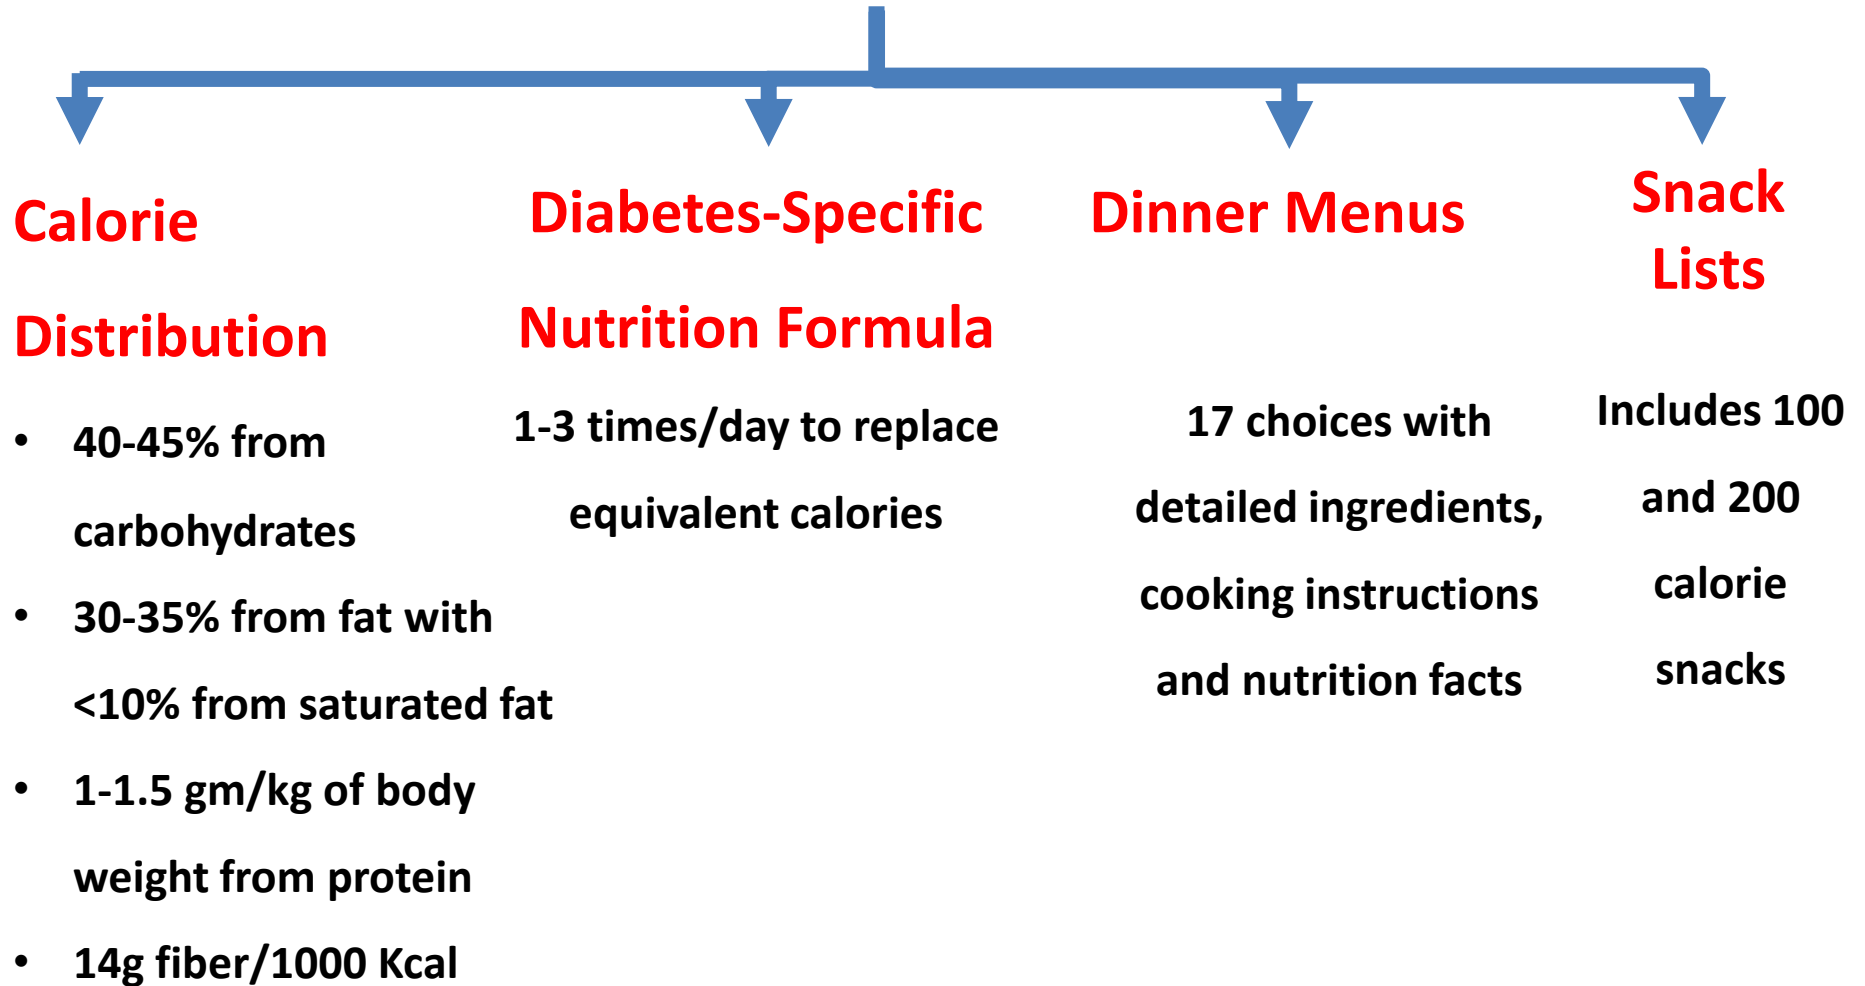 Calorie
Distribution
• 40-45% from
carbohydrates
• 30-35% from fat with
<10% from saturated fat
• 1-1.5 gm/kg of body
weight from protein
• 14g fiber/1000 Kcal
Diabetes-Specific
Nutrition Formula
1-3 times/day to replace
equivalent calories
Dinner Menus
17 choices with
detailed ingredients,
cooking instructions
and nutrition facts
Snack
Lists
Includes 100
and 200
calorie
snacks